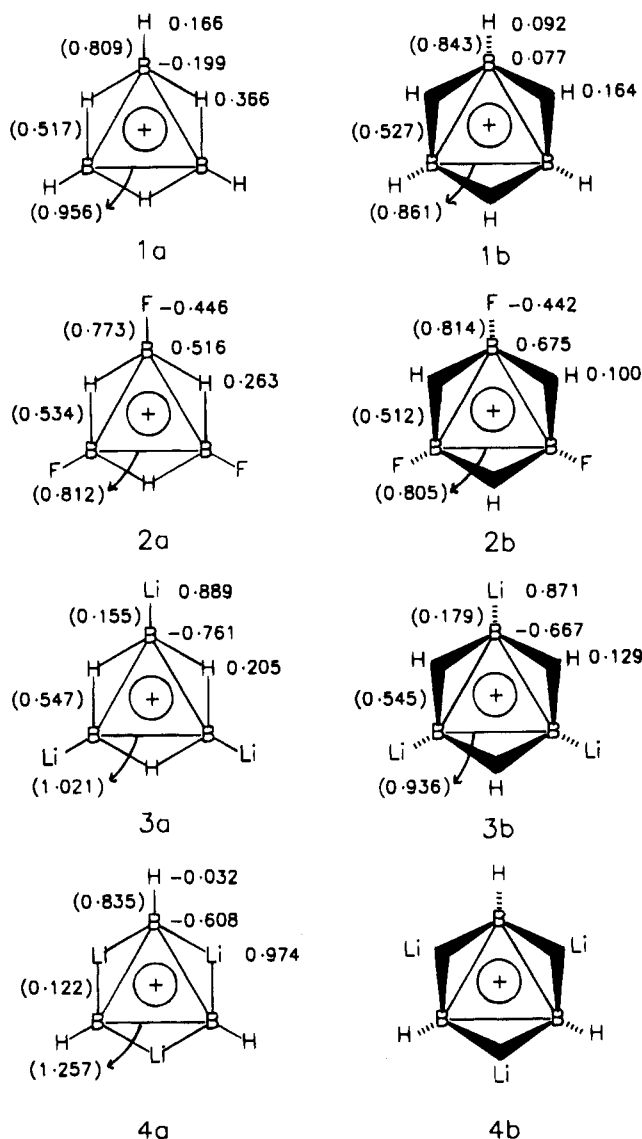 H 0·166 H 0·092
(0·809) -0·199 (0·843) 0·077
B B
H H 0·366 H H 0·164
(0·517) + (0·527) +
B B B B
H H H H H H
(0·956) (0·861)
1a 1b
F -0·446 F -0·442
(0·773) 0·516 (0·814) 0·675
B B
H H 0·263 H H 0·100
(0·534) + (0·512) +
B B B B
F H F F F
(0·812) (0·805) H
2a 2b
Li 0·889 Li 0·871
(0·155) -0·761 (0·179) -0·667
B B
H H 0·205 H H 0·129
(0·547) + (0·545) +
B B B B
Li H Li Li Li
(1·021) (0·936) H
3a 3b
H -0·032 H
(0·835) -0·608
B B
Li Li 0·974 Li Li
(0·122) + +
B B B B
H Li H H H
(1·257) Li
4a 4b